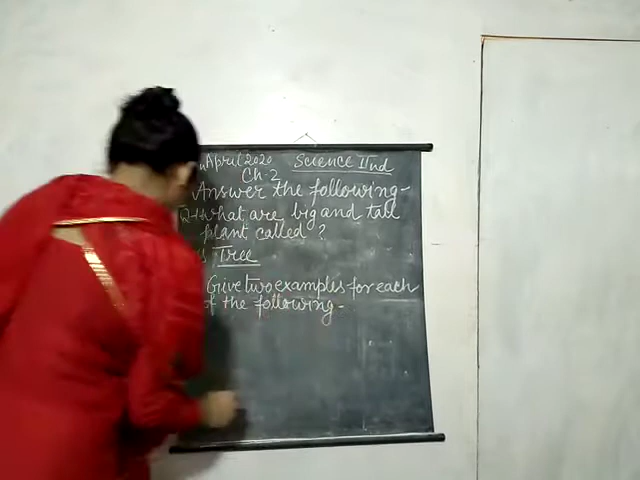 April 2020 Science IInd
Ch-2
Answer the following-
Q-1 what are big and tall
plant called ?
Tree
Give two examples for each
of the following-